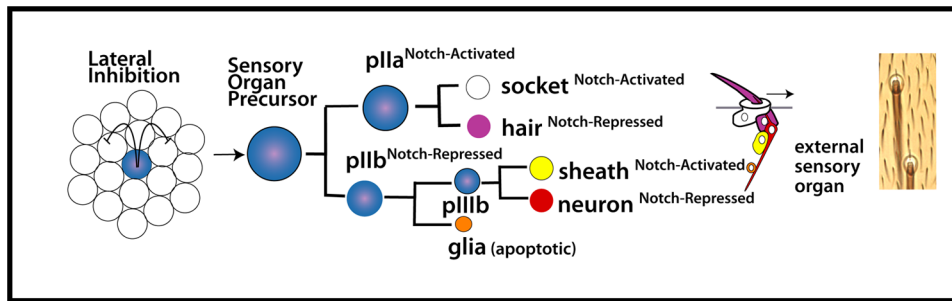 Lateral
Inhibition
Sensory
Organ
Precursor
pIIa Notch-Activated
socket Notch-Activated
hair Notch-Repressed
pIIb Notch-Repressed
pIIIb
sheath Notch-Activated
neuron Notch-Repressed
glia (apoptotic)
external
sensory
organ